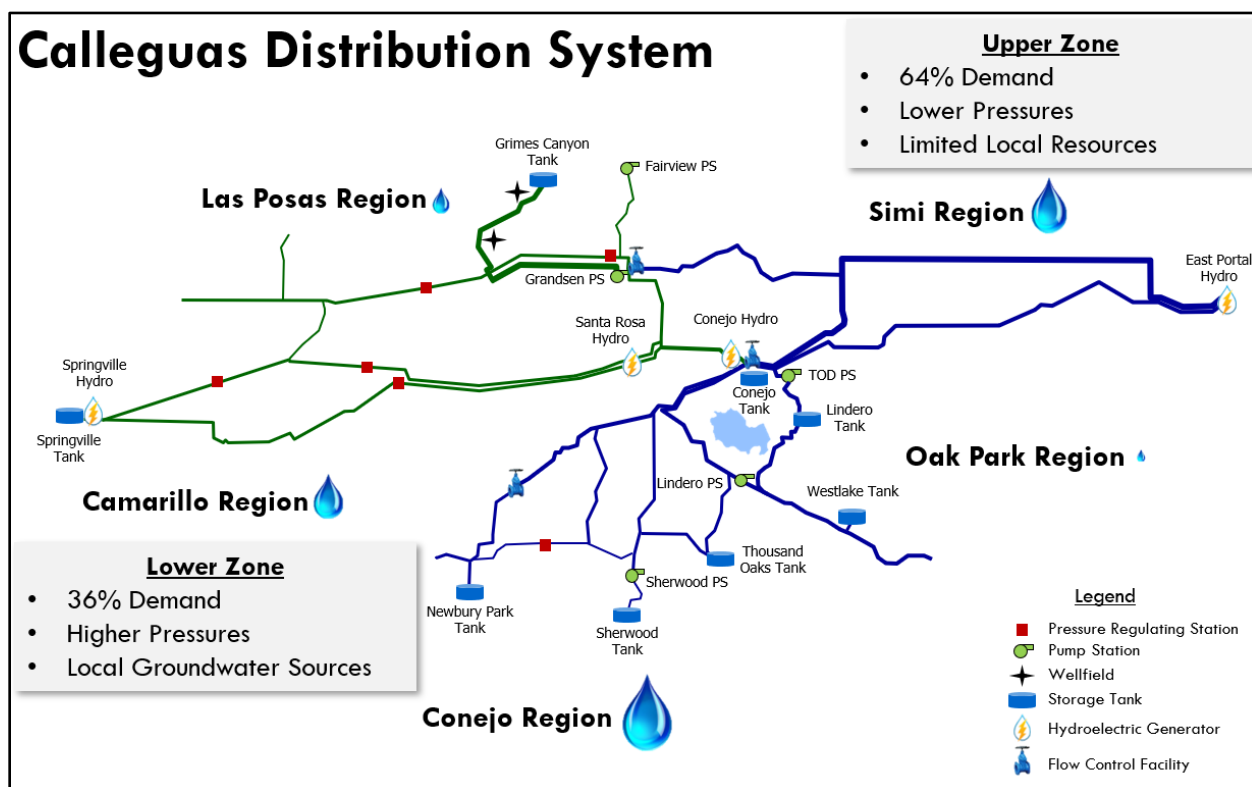 Calleguas Distribution System
Upper Zone
• 64% Demand
• Lower Pressures
• Limited Local Resources
Grimes Canyon
Tank
Fairview PS
Las Posas Region
Simi Region
East Portal
Hydro
Grandsen PS
Santa Rosa
Hydro
Conejo Hydro
Springville
Hydro
TOD PS
Conejo
Tank
Lindero
Tank
Springville
Tank
Oak Park Region
Lindero PS
Westlake Tank
Camarillo Region
Thousand
Oaks Tank
Lower Zone
• 36% Demand
• Higher Pressures
• Local Groundwater Sources
Sherwood PS
Newbury Park
Tank
Sherwood
Tank
Conejo Region
Legend
Pressure Regulating Station
Pump Station
Wellfield
Storage Tank
Hydroelectric Generator
Flow Control Facility